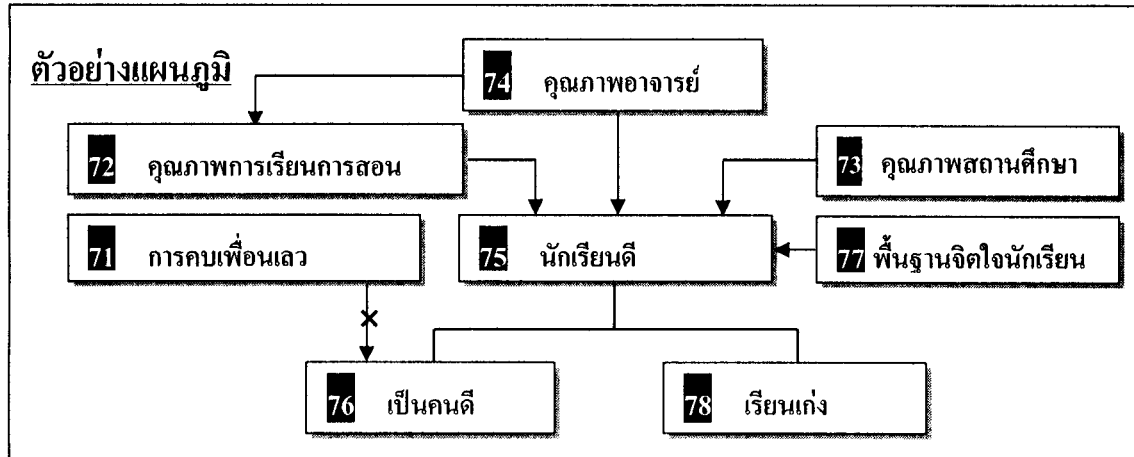 ตัวอย่างแผนภูมิ
74 คุณภาพอาจารย์
72 คุณภาพการเรียนการสอน
73 คุณภาพสถานศึกษา
71 การคบเพื่อนเลว
75 นักเรียนดี
77 พื้นฐานจิตใจนักเรียน
76 เป็นคนดี
78 เรียนเก่ง